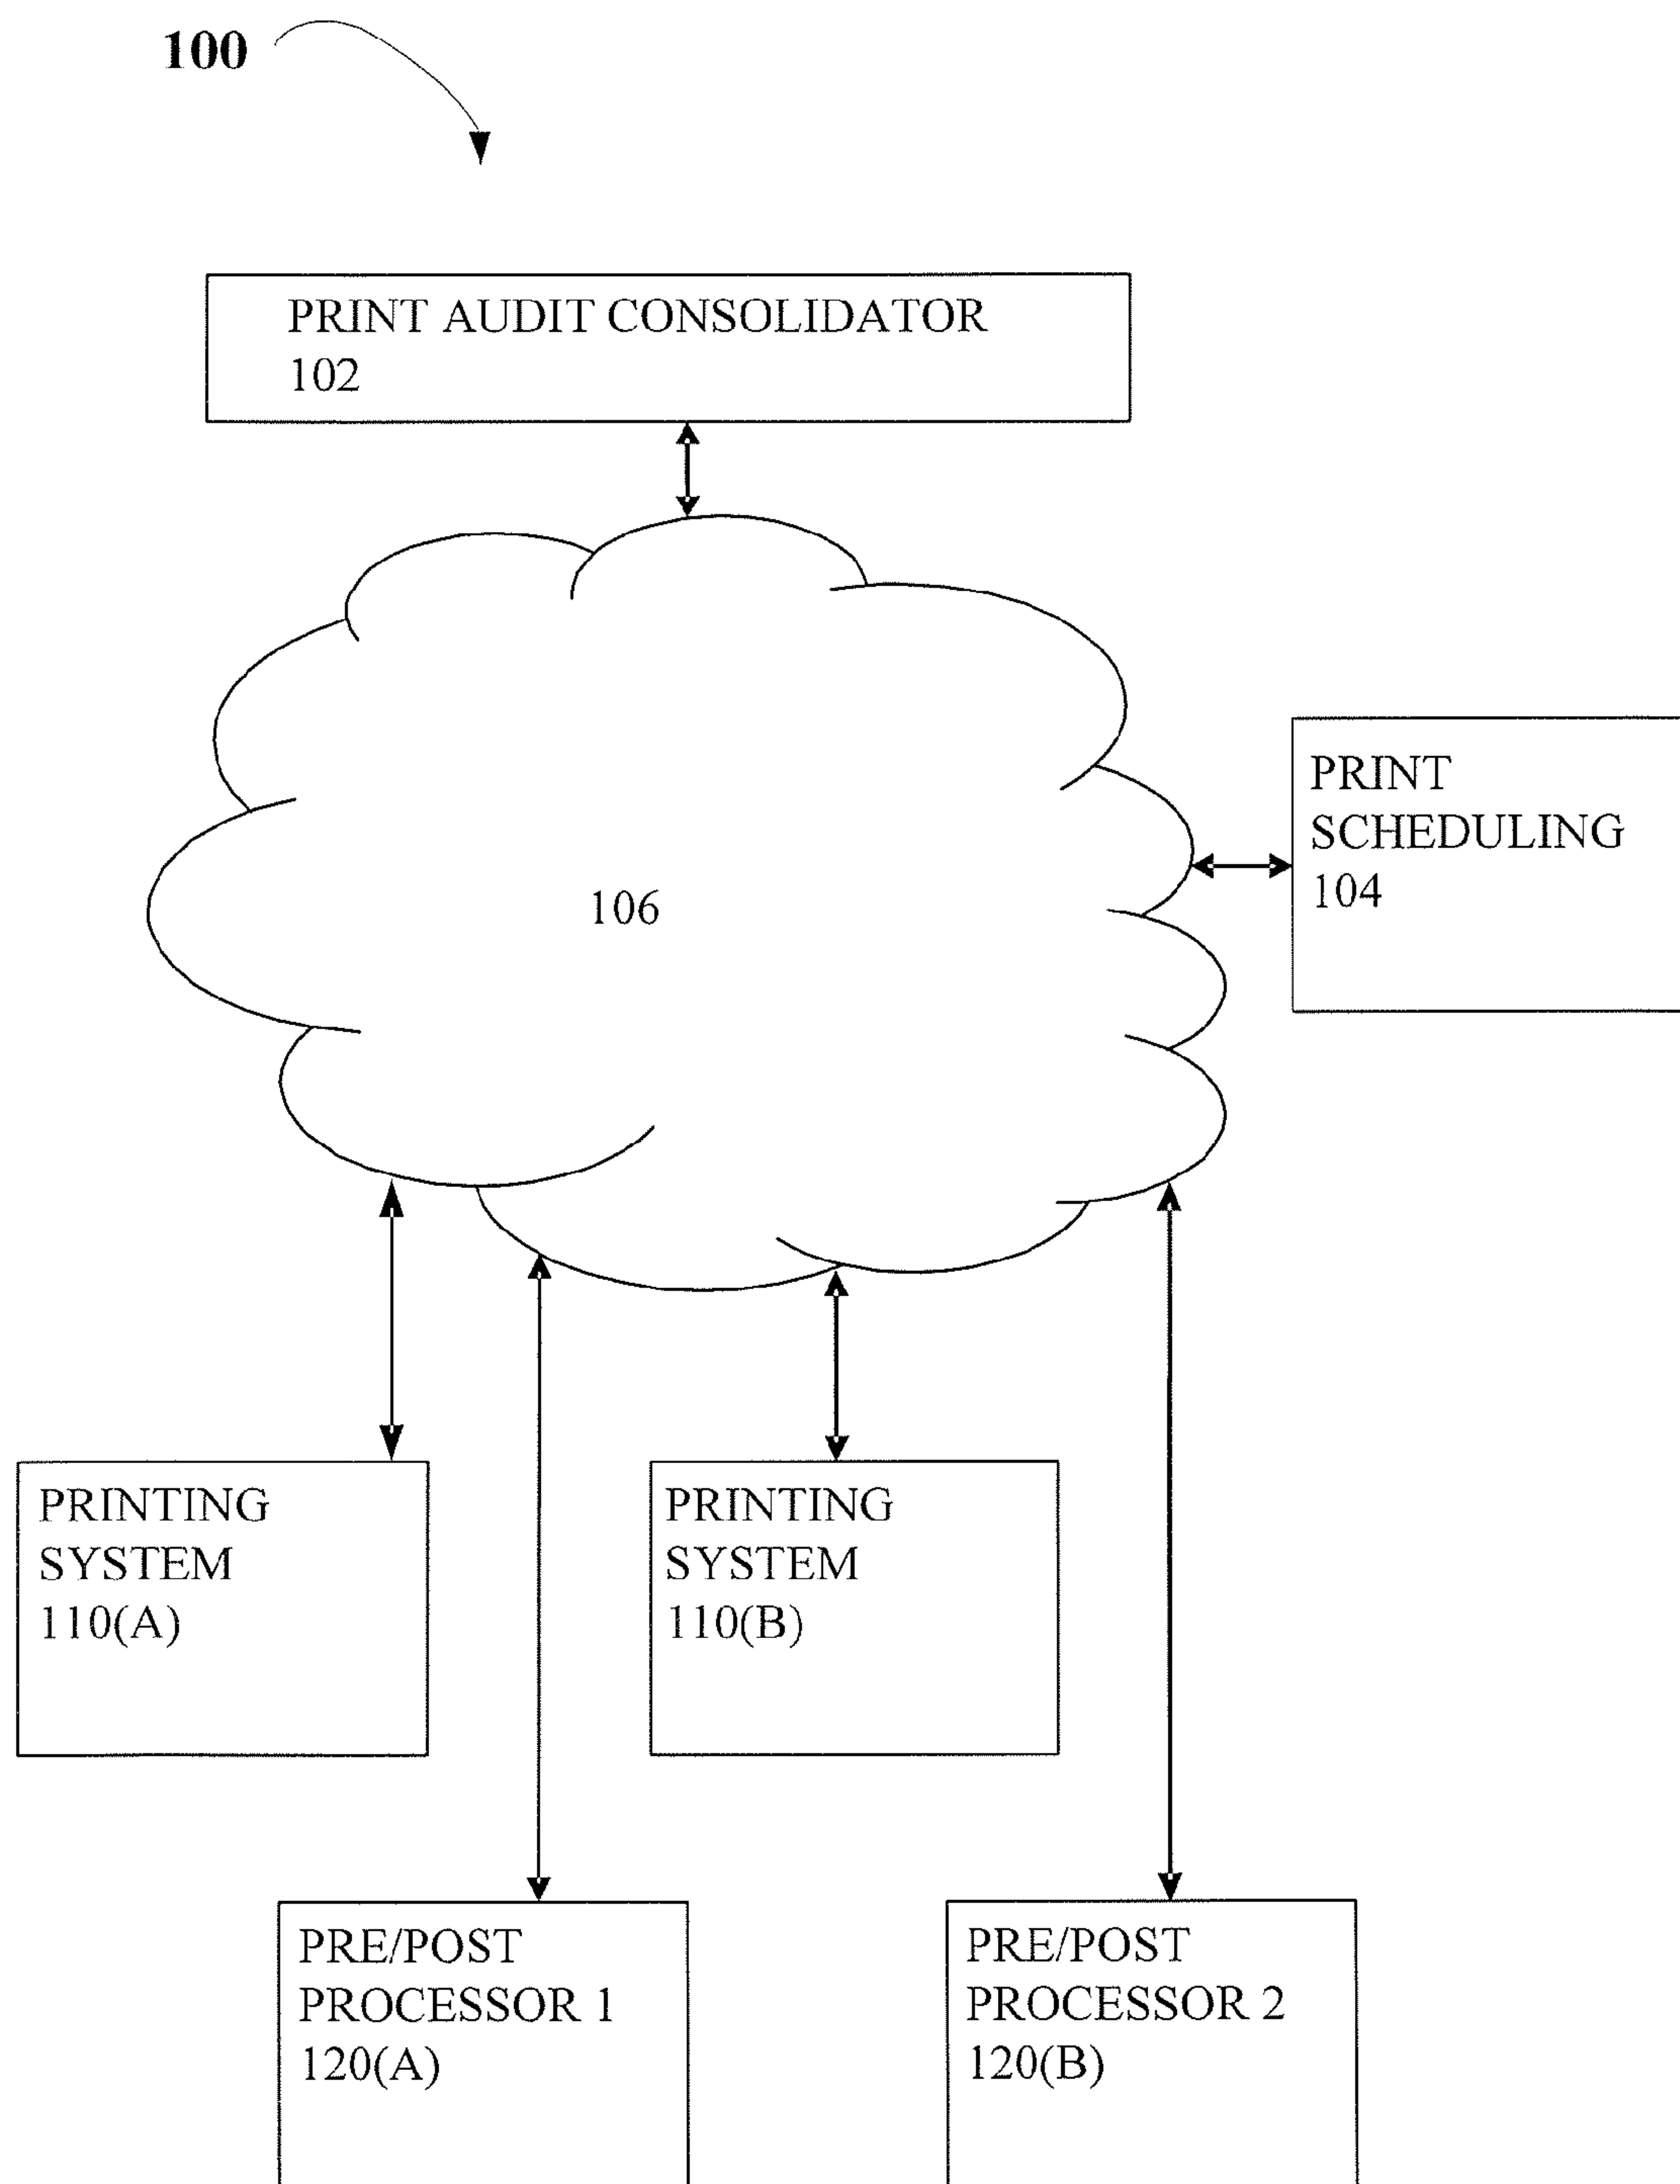 100
PRINT AUDIT CONSOLIDATOR
102
PRINT
SCHEDULING
104
106
PRINTING
SYSTEM
110(A)
PRINTING
SYSTEM
110(B)
PRE/POST
PROCESSOR 1
120(A)
PRE/POST
PROCESSOR 2
120(B)